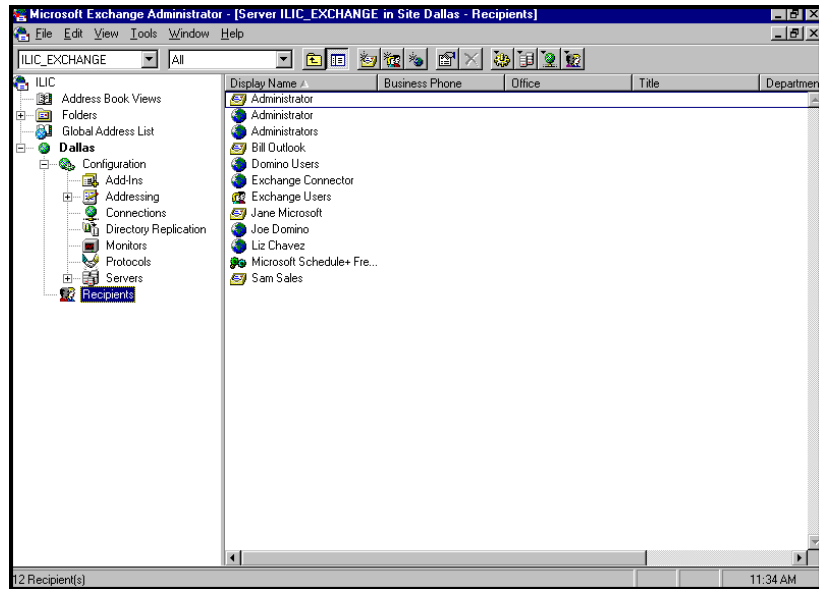 Microsoft Exchange Administrator - [Server ILIC_EXCHANGE in Site Dallas - Recipients]
File Edit View Tools Window Help
ILIC_EXCHANGE All
ILIC
Address Book Views
Folders
Global Address List
Dallas
Configuration
Add-Ins
Addressing
Connections
Directory Replication
Monitors
Protocols
Servers
Recipients
Display Name Business Phone Office Title Departmen
Administrator
Administrator
Administrators
Bill Outlook
Domino Users
Exchange Connector
Exchange Users
Jane Microsoft
Joe Domino
Liz Chavez
Microsoft Schedule+ Fre...
Sam Sales
12 Recipient(s) 11:34 AM